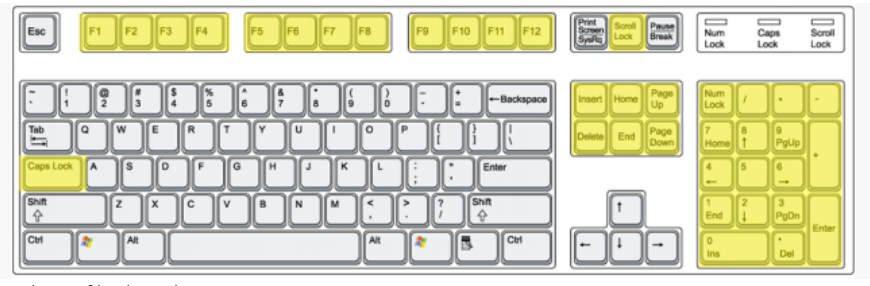 Esc F1 F2 F3 F4 F5 F6 F7 F8 F9 F10 F11 F12 Print Screen SysRq Scroll Lock Pause Break Num Lock Caps Lock Scroll Lock
~ ` ! 1 @ 2 # 3 $ 4 % 5 ^ 6 & 7 * 8 ( 9 ) 0 _ - + = ←Backspace Insert Home Page Up Num Lock / * -
Tab Q W E R T Y U I O P { [ } ] | \ Delete End Page Down 7 Home 8 ↑ 9 PgUp +
Caps Lock A S D F G H J K L : ; " ' Enter 4 ← 5 6 →
Shift Z X C V B N M < , > . ? / Shift ↑ 1 End 2 ↓ 3 PgDn Enter
Ctrl Alt Alt Ctrl ← ↓ → 0 Ins . Del